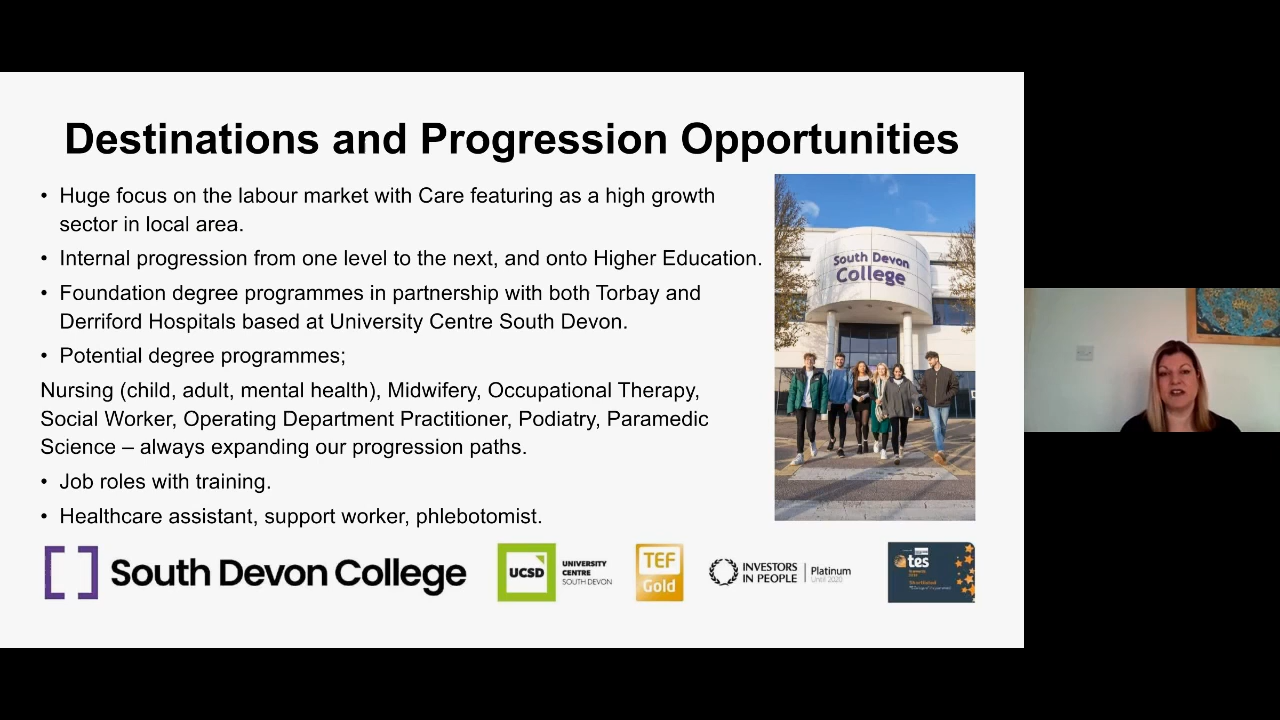 Destinations and Progression Opportunities
• Huge focus on the labour market with Care featuring as a high growth
sector in local area.
• Internal progression from one level to the next, and onto Higher Education.
• Foundation degree programmes in partnership with both Torbay and
Derriford Hospitals based at University Centre South Devon.
• Potential degree programmes;
Nursing (child, adult, mental health), Midwifery, Occupational Therapy,
Social Worker, Operating Department Practitioner, Podiatry, Paramedic
Science – always expanding our progression paths.
• Job roles with training.
• Healthcare assistant, support worker, phlebotomist.
South Devon
College
South Devon College
UCSD
UNIVERSITY
CENTRE
SOUTH DEVON
TEF
Gold
INVESTORS
IN PEOPLE
Platinum
Until 2020
tes